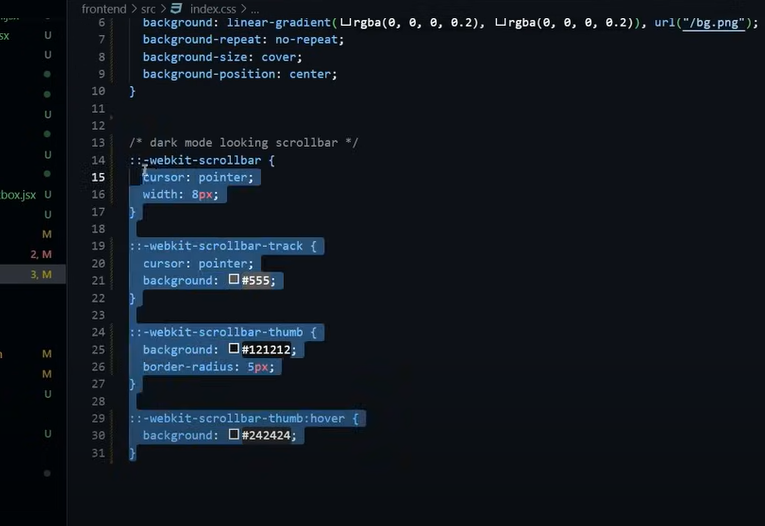 frontend > src > index.css > ...
sx U
U
U
U
U
box.jsx U
U
M
2, M
3, M
M
M
U
U
6 background: linear-gradient(rgba(0, 0, 0, 0.2), rgba(0, 0, 0, 0.2)), url("/bg.png");
7 background-repeat: no-repeat;
8 background-size: cover;
9 background-position: center;
10 }
11
12
13 /* dark mode looking scrollbar */
14 ::-webkit-scrollbar {
15 cursor: pointer;
16 width: 8px;
17 }
18
19 ::-webkit-scrollbar-track {
20 cursor: pointer;
21 background: #555;
22 }
23
24 ::-webkit-scrollbar-thumb {
25 background: #121212;
26 border-radius: 5px;
27 }
28
29 ::-webkit-scrollbar-thumb:hover {
30 background: #242424;
31 }